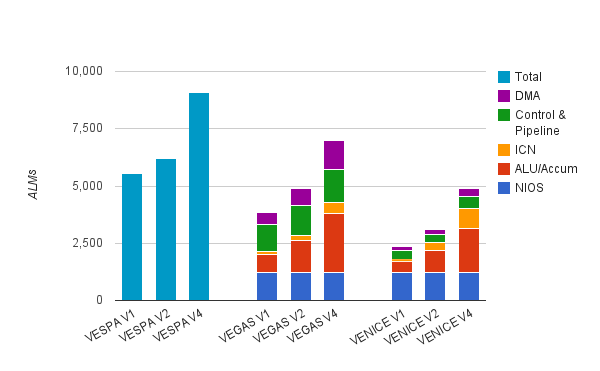 10,000
7,500
5,000
2,500
0
ALMs
VESPA V1
VESPA V2
VESPA V4
VEGAS V1
VEGAS V2
VEGAS V4
VENICE V1
VENICE V2
VENICE V4
Total
DMA
Control &
Pipeline
ICN
ALU/Accum
NIOS